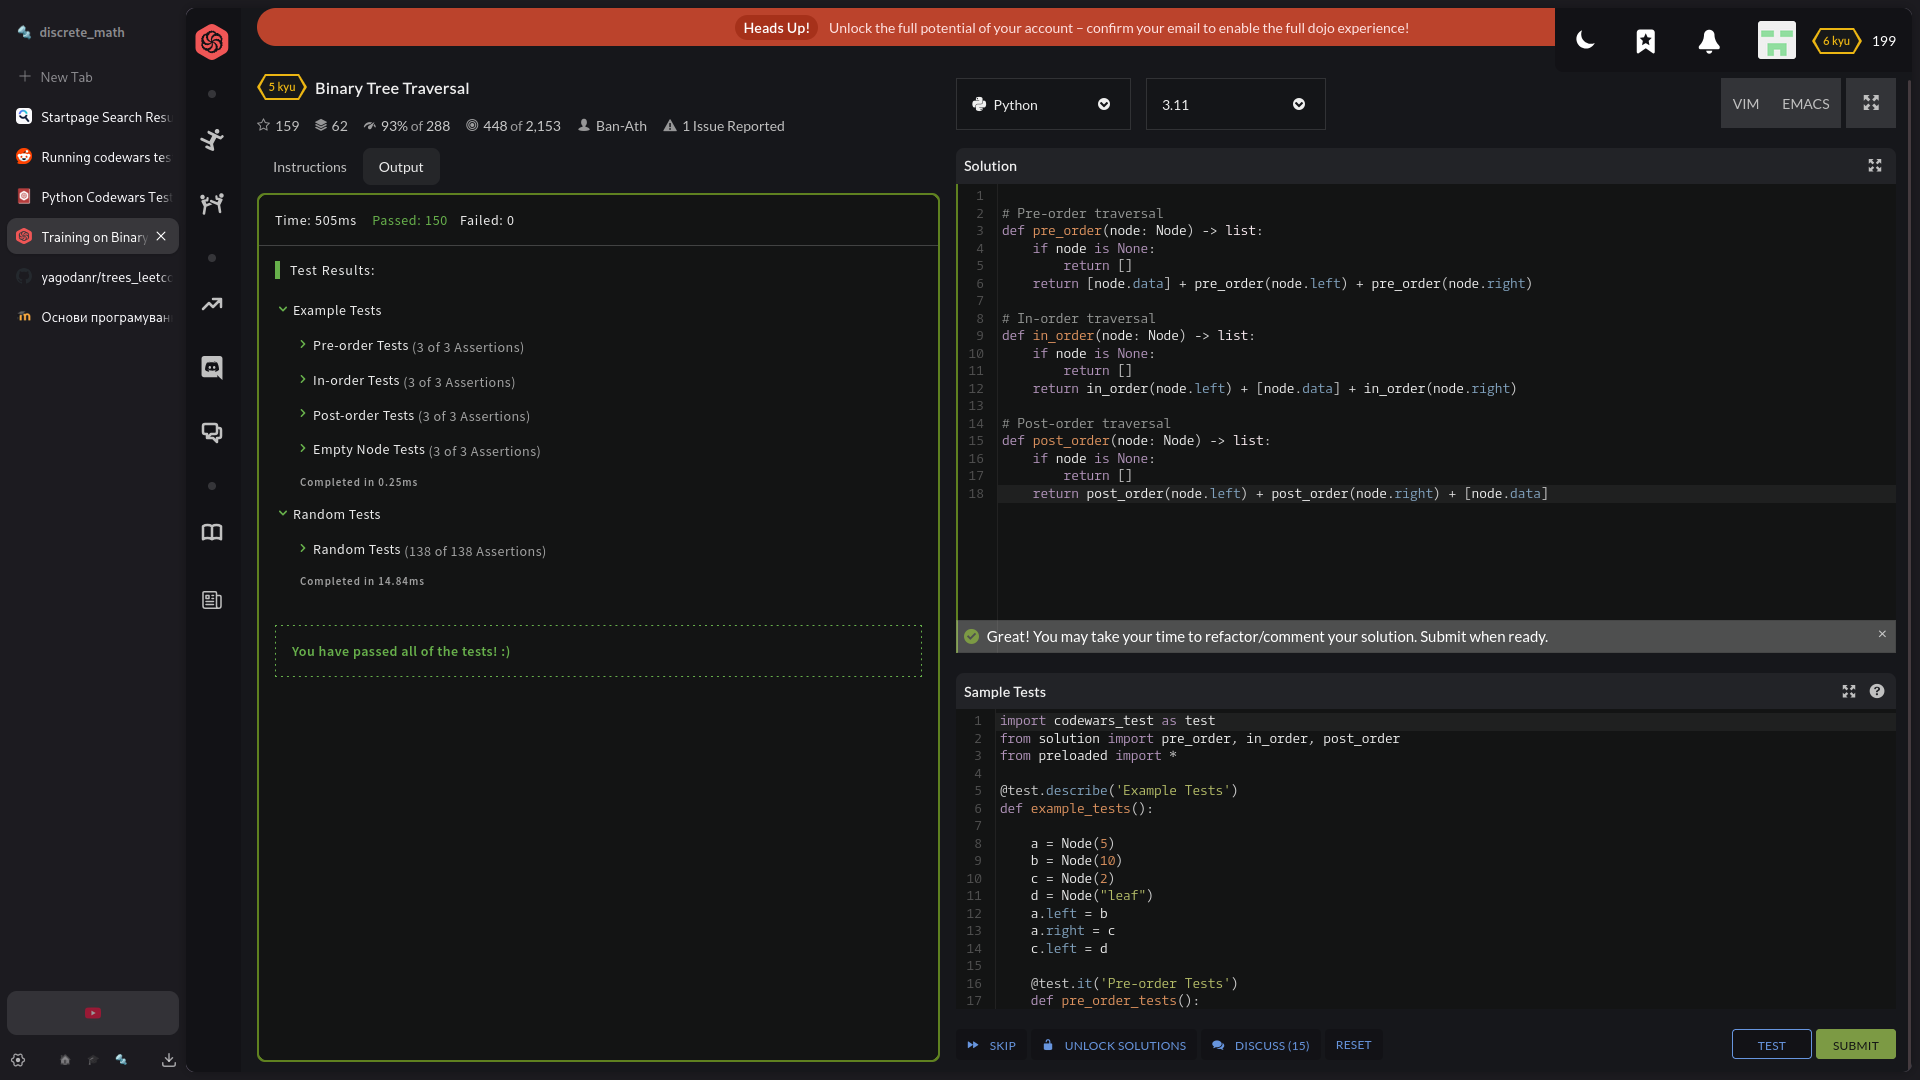 discrete_math
New Tab
Startpage Search Resu
Running codewars tes
Python Codewars Test
Training on Binary
yagodanr/trees_leetco
Основи програмуван
Heads Up! Unlock the full potential of your account – confirm your email to enable the full dojo experience!
6 kyu 199
5 kyu Binary Tree Traversal
159 62 93% of 288 448 of 2,153 Ban-Ath 1 Issue Reported
Instructions Output
Time: 505ms Passed: 150 Failed: 0
Test Results:
Example Tests
Pre-order Tests (3 of 3 Assertions)
In-order Tests (3 of 3 Assertions)
Post-order Tests (3 of 3 Assertions)
Empty Node Tests (3 of 3 Assertions)
Completed in 0.25ms
Random Tests
Random Tests (138 of 138 Assertions)
Completed in 14.84ms
You have passed all of the tests! :)
Python 3.11 VIM EMACS
Solution
1
2 # Pre-order traversal
3 def pre_order(node: Node) -> list:
4 if node is None:
5 return []
6 return [node.data] + pre_order(node.left) + pre_order(node.right)
7
8 # In-order traversal
9 def in_order(node: Node) -> list:
10 if node is None:
11 return []
12 return in_order(node.left) + [node.data] + in_order(node.right)
13
14 # Post-order traversal
15 def post_order(node: Node) -> list:
16 if node is None:
17 return []
18 return post_order(node.left) + post_order(node.right) + [node.data]
Great! You may take your time to refactor/comment your solution. Submit when ready.
Sample Tests
1 import codewars_test as test
2 from solution import pre_order, in_order, post_order
3 from preloaded import *
4
5 @test.describe('Example Tests')
6 def example_tests():
7
8 a = Node(5)
9 b = Node(10)
10 c = Node(2)
11 d = Node("leaf")
12 a.left = b
13 a.right = c
14 c.left = d
15
16 @test.it('Pre-order Tests')
17 def pre_order_tests():
SKIP UNLOCK SOLUTIONS DISCUSS (15) RESET TEST SUBMIT